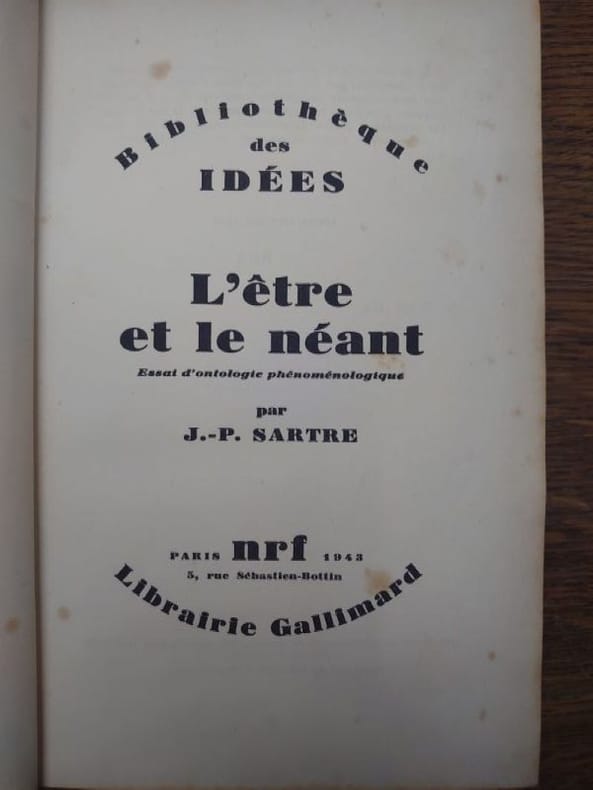 Bibliothèque
des
IDÉES
L'être
et le néant
Essai d'ontologie phénoménologique
par
J.-P. SARTRE
PARIS nrf 1943
5, rue Sébastien-Bottin
Librairie Gallimard